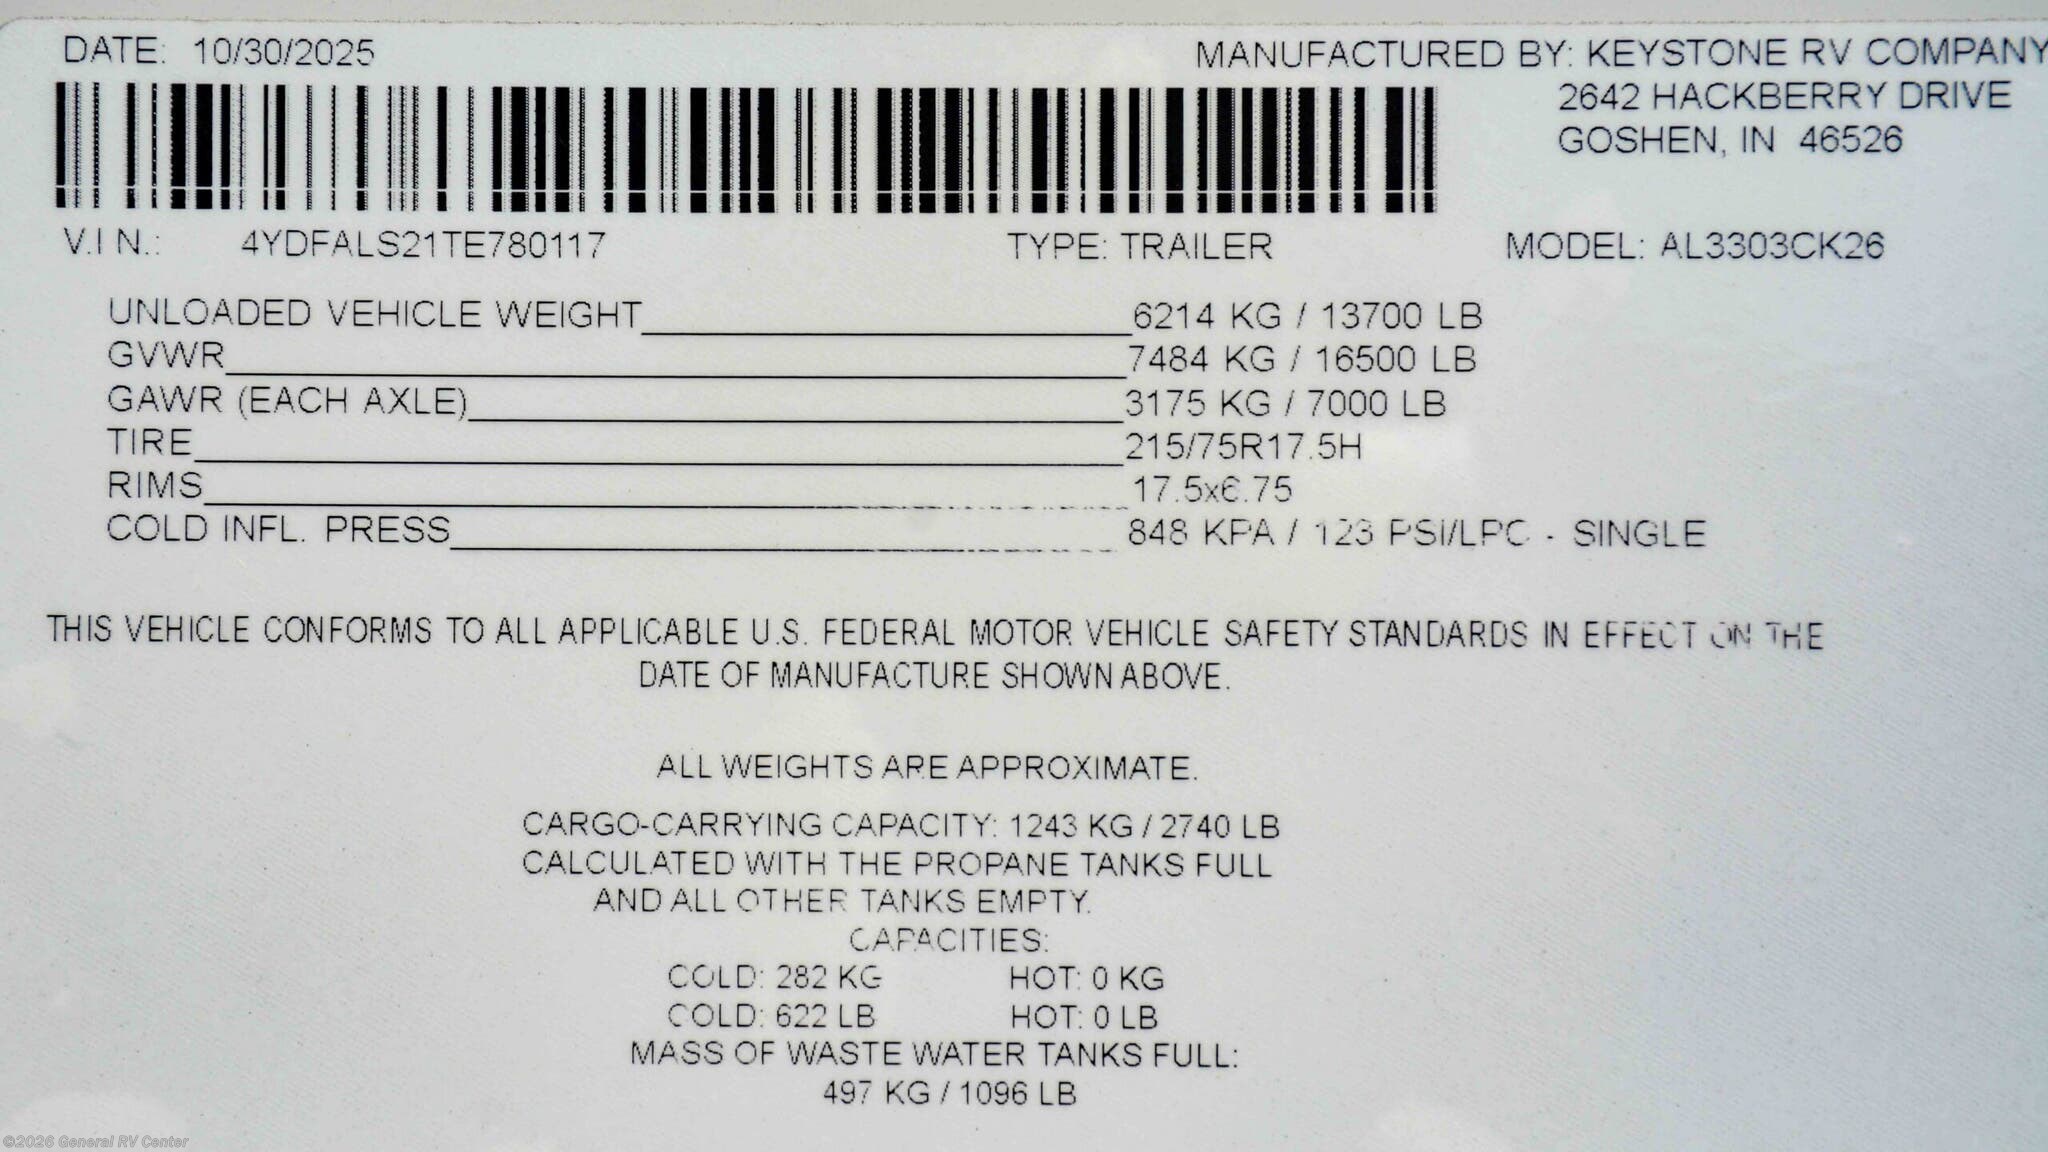 DATE: 10/30/2025
MANUFACTURED BY: KEYSTONE RV COMPANY
2642 HACKBERRY DRIVE
GOSHEN, IN 46526
V.I N.: 4YDFALS21TE780117 TYPE: TRAILER MODEL: AL3303CK26
UNLOADED VEHICLE WEIGHT 6214 KG / 13700 LB
GVWR 7484 KG / 16500 LB
GAWR (EACH AXLE) 3175 KG / 7000 LB
TIRE 215/75R17.5H
RIMS 17.5x6.75
COLD INFL. PRESS 848 KPA / 123 PSI/LPC - SINGLE
THIS VEHICLE CONFORMS TO ALL APPLICABLE U.S. FEDERAL MOTOR VEHICLE SAFETY STANDARDS IN EFFECT ON THE
DATE OF MANUFACTURE SHOWN ABOVE.
ALL WEIGHTS ARE APPROXIMATE.
CARGO-CARRYING CAPACITY: 1243 KG / 2740 LB
CALCULATED WITH THE PROPANE TANKS FULL
AND ALL OTHER TANKS EMPTY.
CAPACITIES:
COLD: 282 KG HOT: 0 KG
COLD: 622 LB HOT: 0 LB
MASS OF WASTE WATER TANKS FULL:
497 KG / 1096 LB
©2026 General RV Center